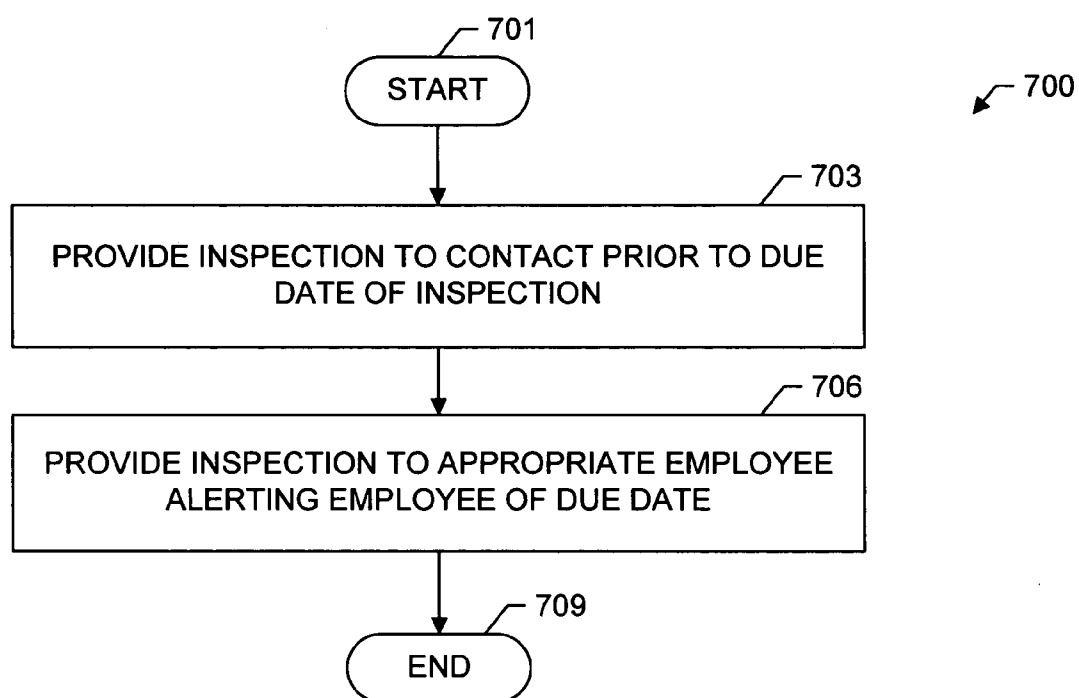 701
START
700
703
PROVIDE INSPECTION TO CONTACT PRIOR TO DUE
DATE OF INSPECTION
706
PROVIDE INSPECTION TO APPROPRIATE EMPLOYEE
ALERTING EMPLOYEE OF DUE DATE
709
END